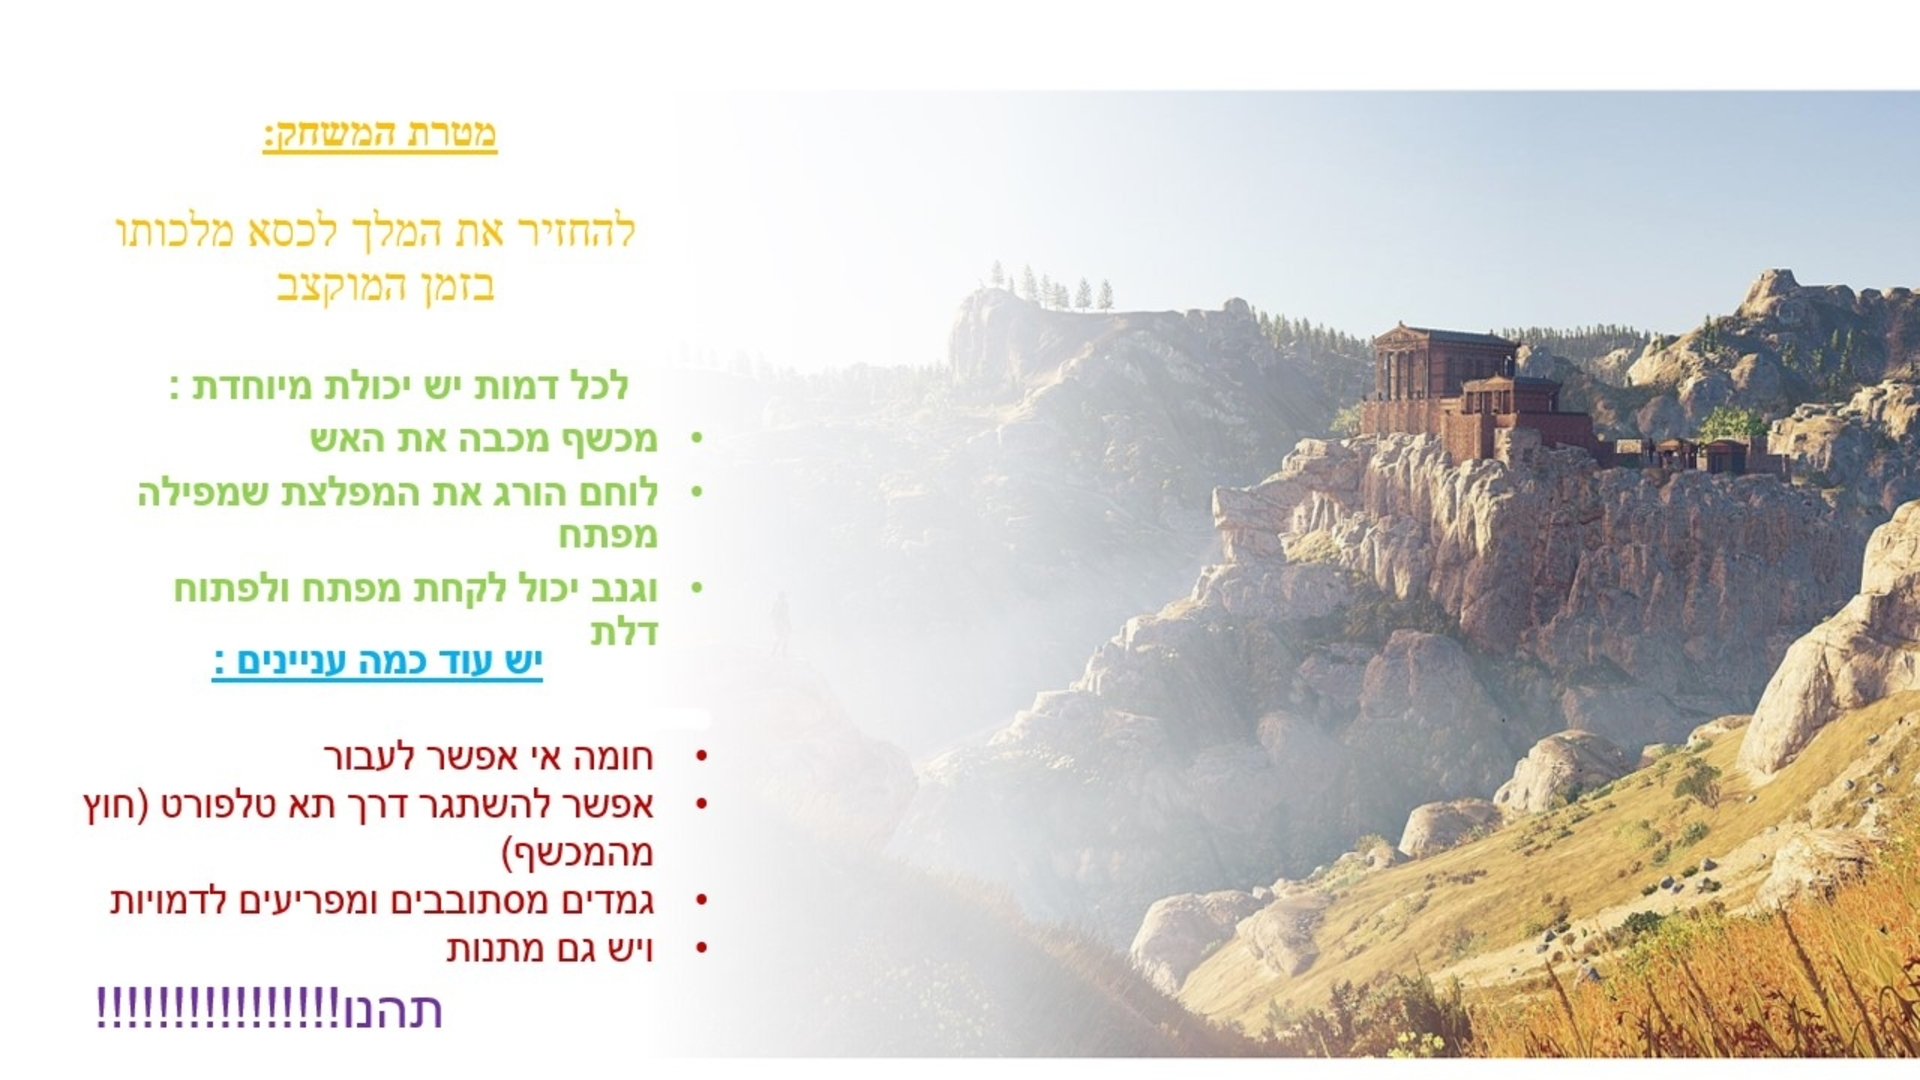 מטרת המשחק:
להחזיר את המלך לכסא מלכותו
בזמן המוקצב
לכל דמות יש יכולת מיוחדת :
• מכשף מכבה את האש
• לוחם הורג את המפלצת שמפילה
מפתח
• וגנב יכול לקחת מפתח ולפתוח
דלת
יש עוד כמה עניינים :
• חומה אי אפשר לעבור
• אפשר להשתגר דרך תא טלפורט (חוץ
מהמכשף)
• גמדים מסתובבים ומפריעים לדמויות
• ויש גם מתנות
תהנו!!!!!!!!!!!!!!!!